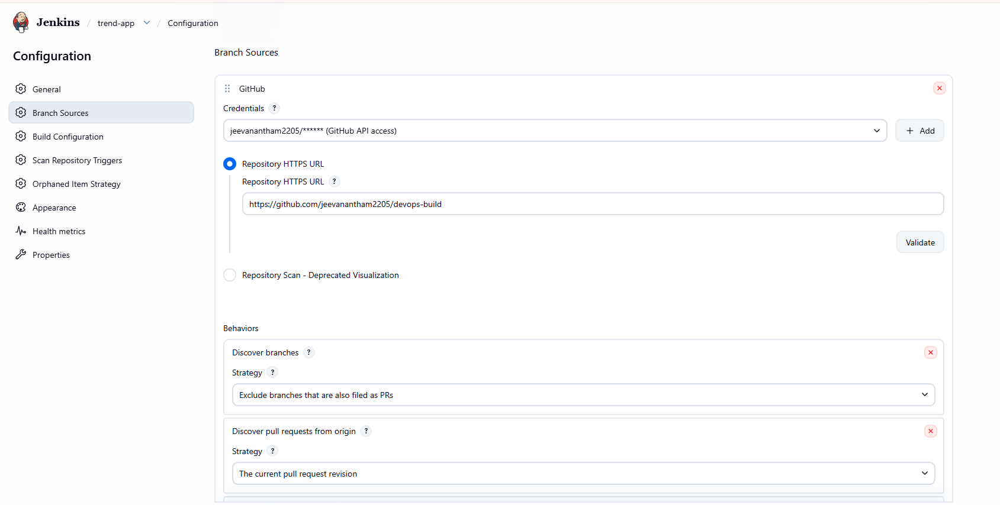 Jenkins / trend-app / Configuration
Configuration
General
Branch Sources
Build Configuration
Scan Repository Triggers
Orphaned Item Strategy
Appearance
Health metrics
Properties
Branch Sources
GitHub
Credentials ?
jeevanantham2205/****** (GitHub API access)
+ Add
Repository HTTPS URL
Repository HTTPS URL ?
https://github.com/jeevanantham2205/devops-build
Validate
Repository Scan - Deprecated Visualization
Behaviors
Discover branches ?
Strategy ?
Exclude branches that are also filed as PRs
Discover pull requests from origin ?
Strategy ?
The current pull request revision